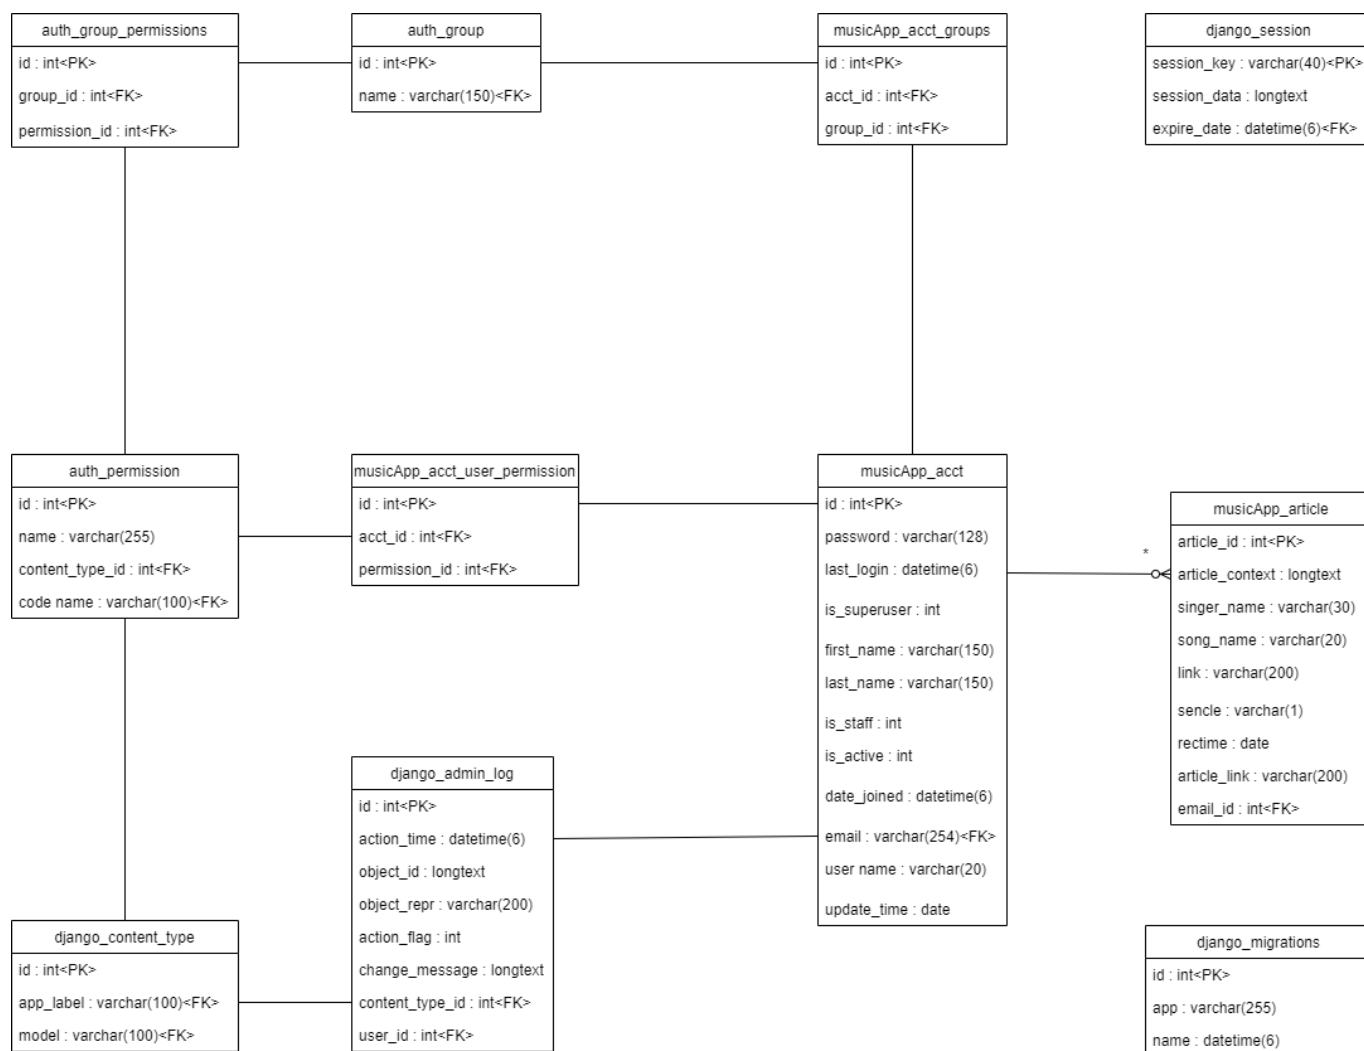 auth_group_permissions
id : int<PK>
group_id : int<FK>
permission_id : int<FK>
auth_group
id : int<PK>
name : varchar(150)<FK>
musicApp_acct_groups
id : int<PK>
acct_id : int<FK>
group_id : int<FK>
django_session
session_key : varchar(40)<PK>
session_data : longtext
expire_date : datetime(6)<FK>
auth_permission
id : int<PK>
name : varchar(255)
content_type_id : int<FK>
code name : varchar(100)<FK>
musicApp_acct_user_permission
id : int<PK>
acct_id : int<FK>
permission_id : int<FK>
musicApp_acct
id : int<PK>
password : varchar(128)
last_login : datetime(6)
is_superuser : int
first_name : varchar(150)
last_name : varchar(150)
is_staff : int
is_active : int
date_joined : datetime(6)
email : varchar(254)<FK>
user name : varchar(20)
update_time : date
*
musicApp_article
article_id : int<PK>
article_context : longtext
singer_name : varchar(30)
song_name : varchar(20)
link : varchar(200)
sencle : varchar(1)
rectime : date
article_link : varchar(200)
email_id : int<FK>
django_admin_log
id : int<PK>
action_time : datetime(6)
object_id : longtext
object_repr : varchar(200)
action_flag : int
change_message : longtext
content_type_id : int<FK>
user_id : int<FK>
django_content_type
id : int<PK>
app_label : varchar(100)<FK>
model : varchar(100)<FK>
django_migrations
id : int<PK>
app : varchar(255)
name : datetime(6)